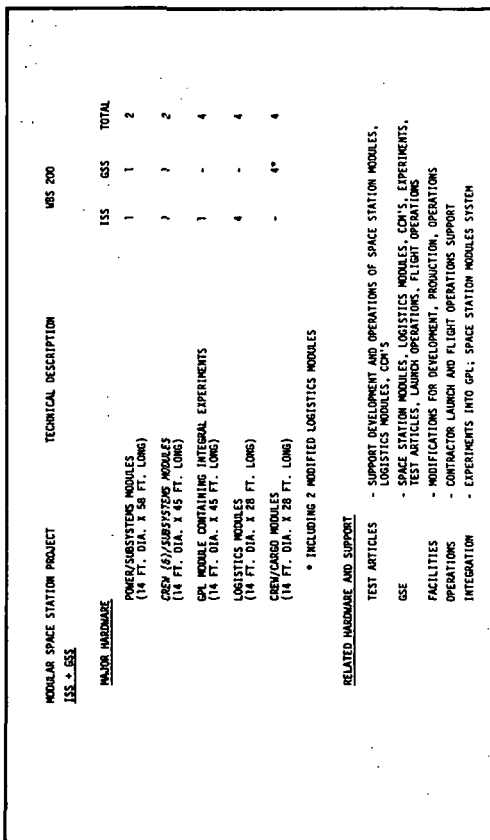 MODULAR SPACE STATION PROJECT TECHNICAL DESCRIPTION WBS 200
ISS + GSS
MAJOR HARDWARE ISS GSS TOTAL
POWER/SUBSYSTEMS MODULES 1 1 2
(14 FT. DIA. X 58 FT. LONG)
CREW (6)/SUBSYSTEMS MODULES 1 1 2
(14 FT. DIA. X 45 FT. LONG)
GPL MODULE CONTAINING INTEGRAL EXPERIMENTS 1 - 4
(14 FT. DIA. X 45 FT. LONG)
LOGISTICS MODULES 4 - 4
(14 FT. DIA. X 28 FT. LONG)
CREW/CARGO MODULES - 4* 4
(14 FT. DIA. X 28 FT. LONG)
* INCLUDING 2 MODIFIED LOGISTICS MODULES
RELATED HARDWARE AND SUPPORT
TEST ARTICLES - SUPPORT DEVELOPMENT AND OPERATIONS OF SPACE STATION MODULES,
LOGISTICS MODULES, CCM'S
GSE - SPACE STATION MODULES, LOGISTICS MODULES, CCM'S, EXPERIMENTS,
TEST ARTICLES, LAUNCH OPERATIONS, FLIGHT OPERATIONS
FACILITIES - MODIFICATIONS FOR DEVELOPMENT, PRODUCTION, OPERATIONS
OPERATIONS - CONTRACTOR LAUNCH AND FLIGHT OPERATIONS SUPPORT
INTEGRATION - EXPERIMENTS INTO GPL; SPACE STATION MODULES SYSTEM